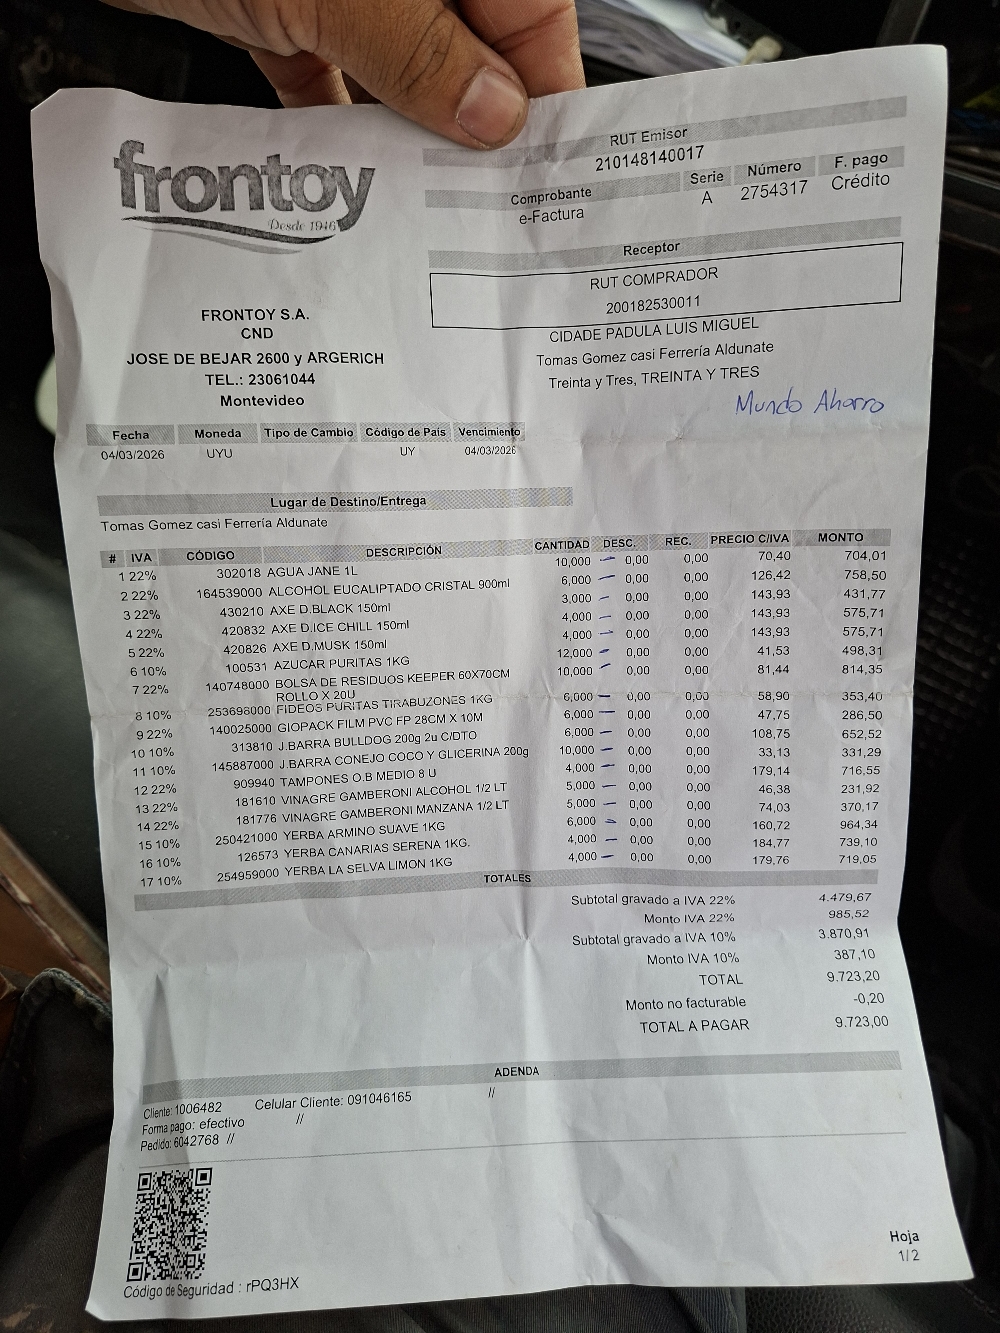 frontoy
Desde 1946
RUT Emisor
210148140017
Comprobante Serie Número F. pago
e-Factura A 2754317 Crédito
Receptor
RUT COMPRADOR
200182530011
CIDADE PADULA LUIS MIGUEL
Tomas Gomez casi Ferrería Aldunate
Treinta y Tres, TREINTA Y TRES
Mundo Ahorro
FRONTOY S.A.
CND
JOSE DE BEJAR 2600 y ARGERICH
TEL.: 23061044
Montevideo
Fecha Moneda Tipo de Cambio Código de País Vencimiento
04/03/2026 UYU UY 04/03/2026
Lugar de Destino/Entrega
Tomas Gomez casi Ferrería Aldunate
# IVA CÓDIGO DESCRIPCIÓN CANTIDAD DESC. REC. PRECIO C/IVA MONTO
1 22% 302018 AGUA JANE 1L 10,000 0,00 0,00 70,40 704,01
2 22% 164539000 ALCOHOL EUCALIPTADO CRISTAL 900ml 6,000 0,00 0,00 126,42 758,50
3 22% 430210 AXE D.BLACK 150ml 3,000 0,00 0,00 143,93 431,77
4 22% 420832 AXE D.ICE CHILL 150ml 4,000 0,00 0,00 143,93 575,71
5 22% 420826 AXE D.MUSK 150ml 4,000 0,00 0,00 143,93 575,71
6 10% 100531 AZUCAR PURITAS 1KG 12,000 0,00 0,00 41,53 498,31
7 22% 140748000 BOLSA DE RESIDUOS KEEPER 60X70CM 10,000 0,00 0,00 81,44 814,35
ROLLO X 20U
8 10% 253698000 FIDEOS PURITAS TIRABUZONES 1KG 6,000 0,00 0,00 58,90 353,40
9 22% 140025000 GIOPACK FILM PVC FP 28CM X 10M 6,000 0,00 0,00 47,75 286,50
10 10% 313810 J.BARRA BULLDOG 200g 2u C/DTO 6,000 0,00 0,00 108,75 652,52
11 10% 145887000 J.BARRA CONEJO COCO Y GLICERINA 200g 10,000 0,00 0,00 33,13 331,29
12 22% 909940 TAMPONES O.B MEDIO 8 U 4,000 0,00 0,00 179,14 716,55
13 22% 181610 VINAGRE GAMBERONI ALCOHOL 1/2 LT 5,000 0,00 0,00 46,38 231,92
14 22% 181776 VINAGRE GAMBERONI MANZANA 1/2 LT 5,000 0,00 0,00 74,03 370,17
15 10% 250421000 YERBA ARMINO SUAVE 1KG 6,000 0,00 0,00 160,72 964,34
16 10% 126573 YERBA CANARIAS SERENA 1KG. 4,000 0,00 0,00 184,77 739,10
17 10% 254959000 YERBA LA SELVA LIMON 1KG 4,000 0,00 0,00 179,76 719,05
TOTALES
Subtotal gravado a IVA 22% 4.479,67
Monto IVA 22% 985,52
Subtotal gravado a IVA 10% 3.870,91
Monto IVA 10% 387,10
TOTAL 9.723,20
Monto no facturable -0,20
TOTAL A PAGAR 9.723,00
ADENDA
Cliente: 1006482 Celular Cliente: 091046165 //
Forma pago: efectivo //
Pedido: 6042768 //
Código de Seguridad : rPQ3HX
Hoja
1/2